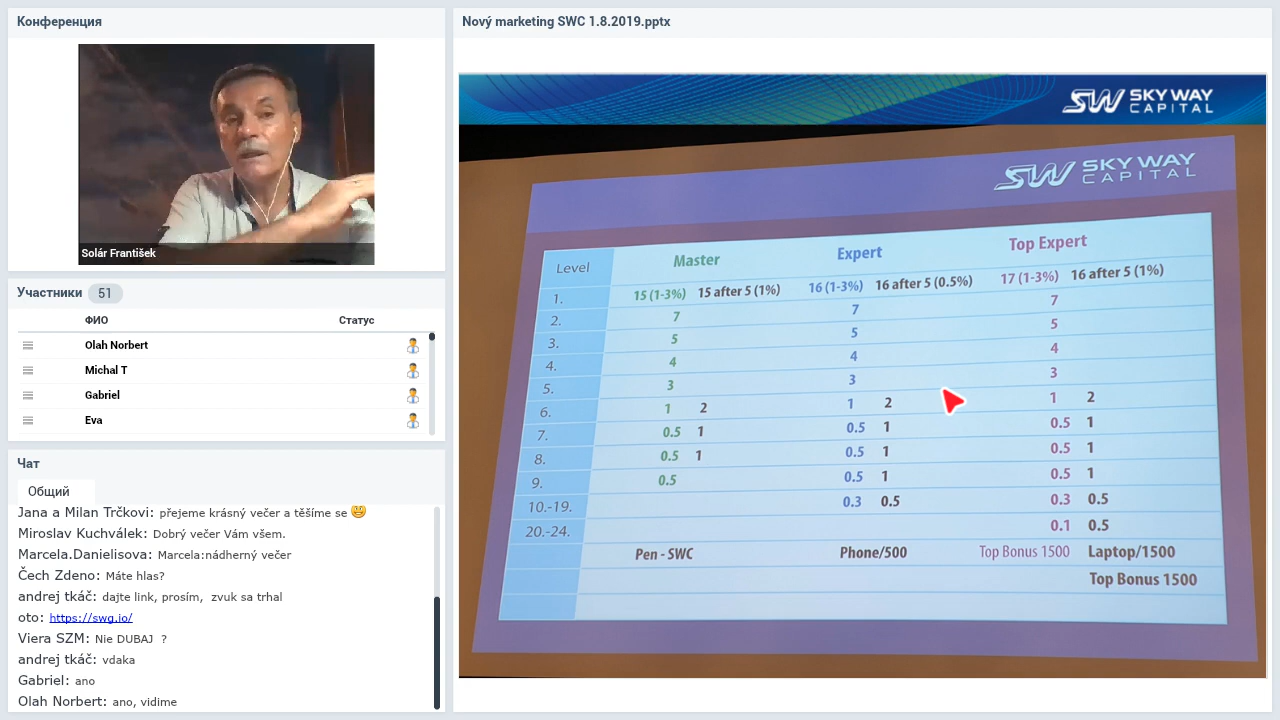 Конференция
Solár František
Участники 51
ФИО Статус
Olah Norbert
Michal T
Gabriel
Eva
Чат
Общий
Jana a Milan Trčkovi: přejeme krásný večer a těšíme se
Miroslav Kuchválek: Dobrý večer Vám všem.
Marcela.Danielisova: Marcela:nádherný večer
Čech Zdeno: Máte hlas?
andrej tkáč: dajte link, prosím, zvuk sa trhal
oto: https://swg.io/
Viera SZM: Nie DUBAJ ?
andrej tkáč: vdaka
Gabriel: ano
Olah Norbert: ano, vidime
Nový marketing SWC 1.8.2019.pptx
SW SKY WAY
CAPITAL
SW SKY WAY
CAPITAL
Level Master Expert Top Expert
1. 15 (1-3%) 15 after 5 (1%) 16 (1-3%) 16 after 5 (0.5%) 17 (1-3%) 16 after 5 (1%)
2. 7 7 7
3. 5 5 5
4. 4 4 4
5. 3 3 3
6. 1 2 1 2 1 2
7. 0.5 1 0.5 1 0.5 1
8. 0.5 1 0.5 1 0.5 1
9. 0.5 0.5 1 0.5 1
10.-19. 0.3 0.5 0.3 0.5
20.-24. 0.1 0.5
Pen - SWC Phone/500 Top Bonus 1500 Laptop/1500
Top Bonus 1500